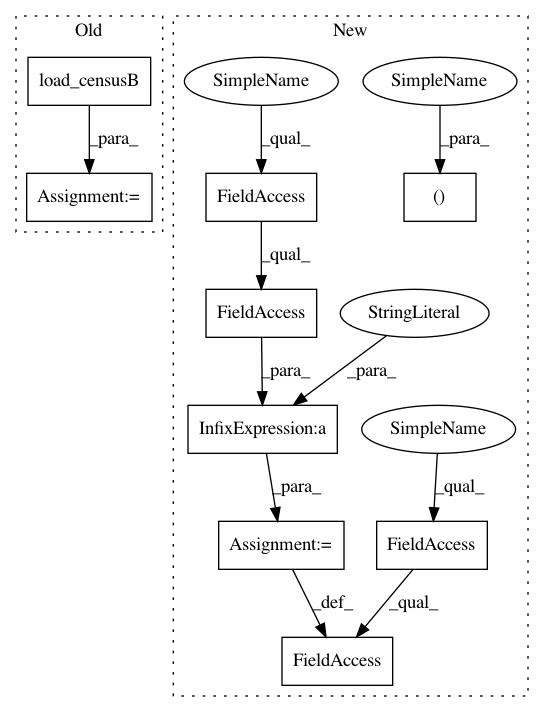 Old
New
load_censusB
SimpleName
SimpleName
_para_
_qual_
_para_
Assignment:=
FieldAccess
()
_qual_
FieldAccess
StringLiteral
_para_
_para_
InfixExpression:a
SimpleName
_para_
_qual_
Assignment:=
FieldAccess
_def_
_qual_
FieldAccess